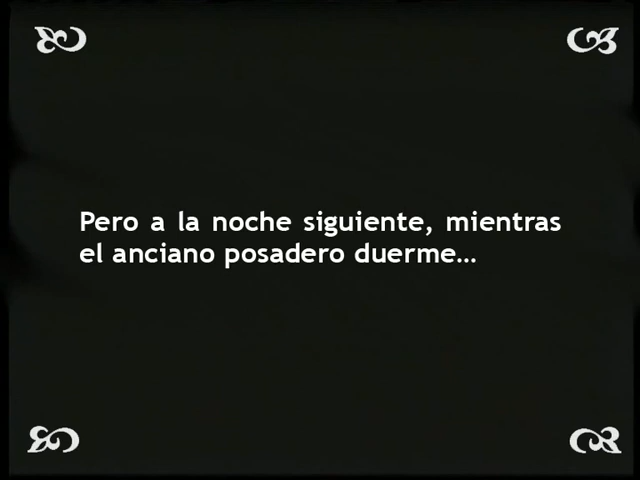 Pero a la noche siguiente, mientras
el anciano posadero duerme...